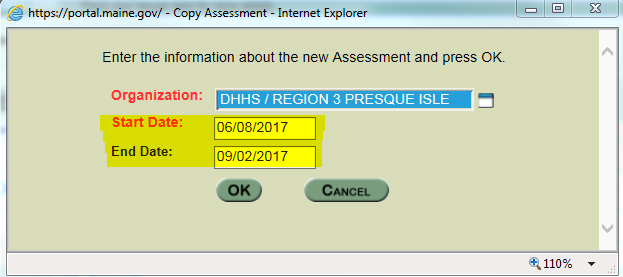 https://portal.maine.gov/ - Copy Assessment - Internet Explorer
Enter the information about the new Assessment and press OK.
Organization: DHHS / REGION 3 PRESQUE ISLE
Start Date: 06/08/2017
End Date: 09/02/2017
OK CANCEL
110%